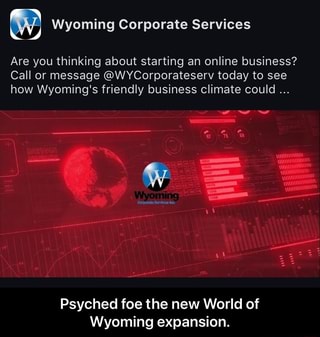 Wyoming Corporate Services
Are you thinking about starting an online business?
Call or message @WYCorporateserv today to see
how Wyoming's friendly business climate could ...
W
Wyoming
Psyched foe the new World of
Wyoming expansion.